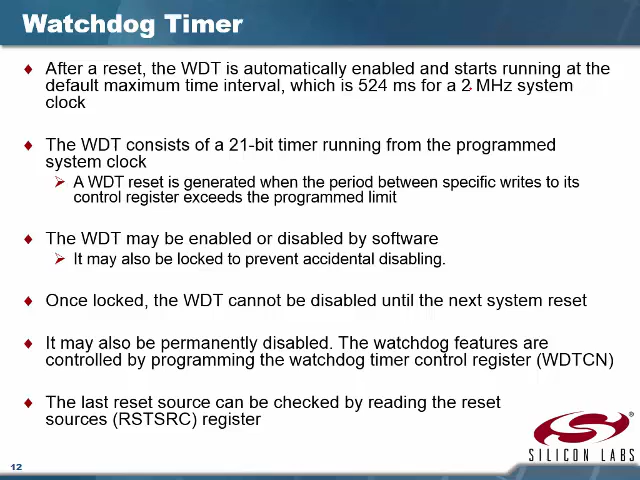 Watchdog Timer
After a reset, the WDT is automatically enabled and starts running at the
default maximum time interval, which is 524 ms for a 2 MHz system
clock
The WDT consists of a 21-bit timer running from the programmed
system clock
A WDT reset is generated when the period between specific writes to its
control register exceeds the programmed limit
The WDT may be enabled or disabled by software
It may also be locked to prevent accidental disabling.
Once locked, the WDT cannot be disabled until the next system reset
It may also be permanently disabled. The watchdog features are
controlled by programming the watchdog timer control register (WDTCN)
The last reset source can be checked by reading the reset
sources (RSTSRC) register
®
SILICON LABS
12